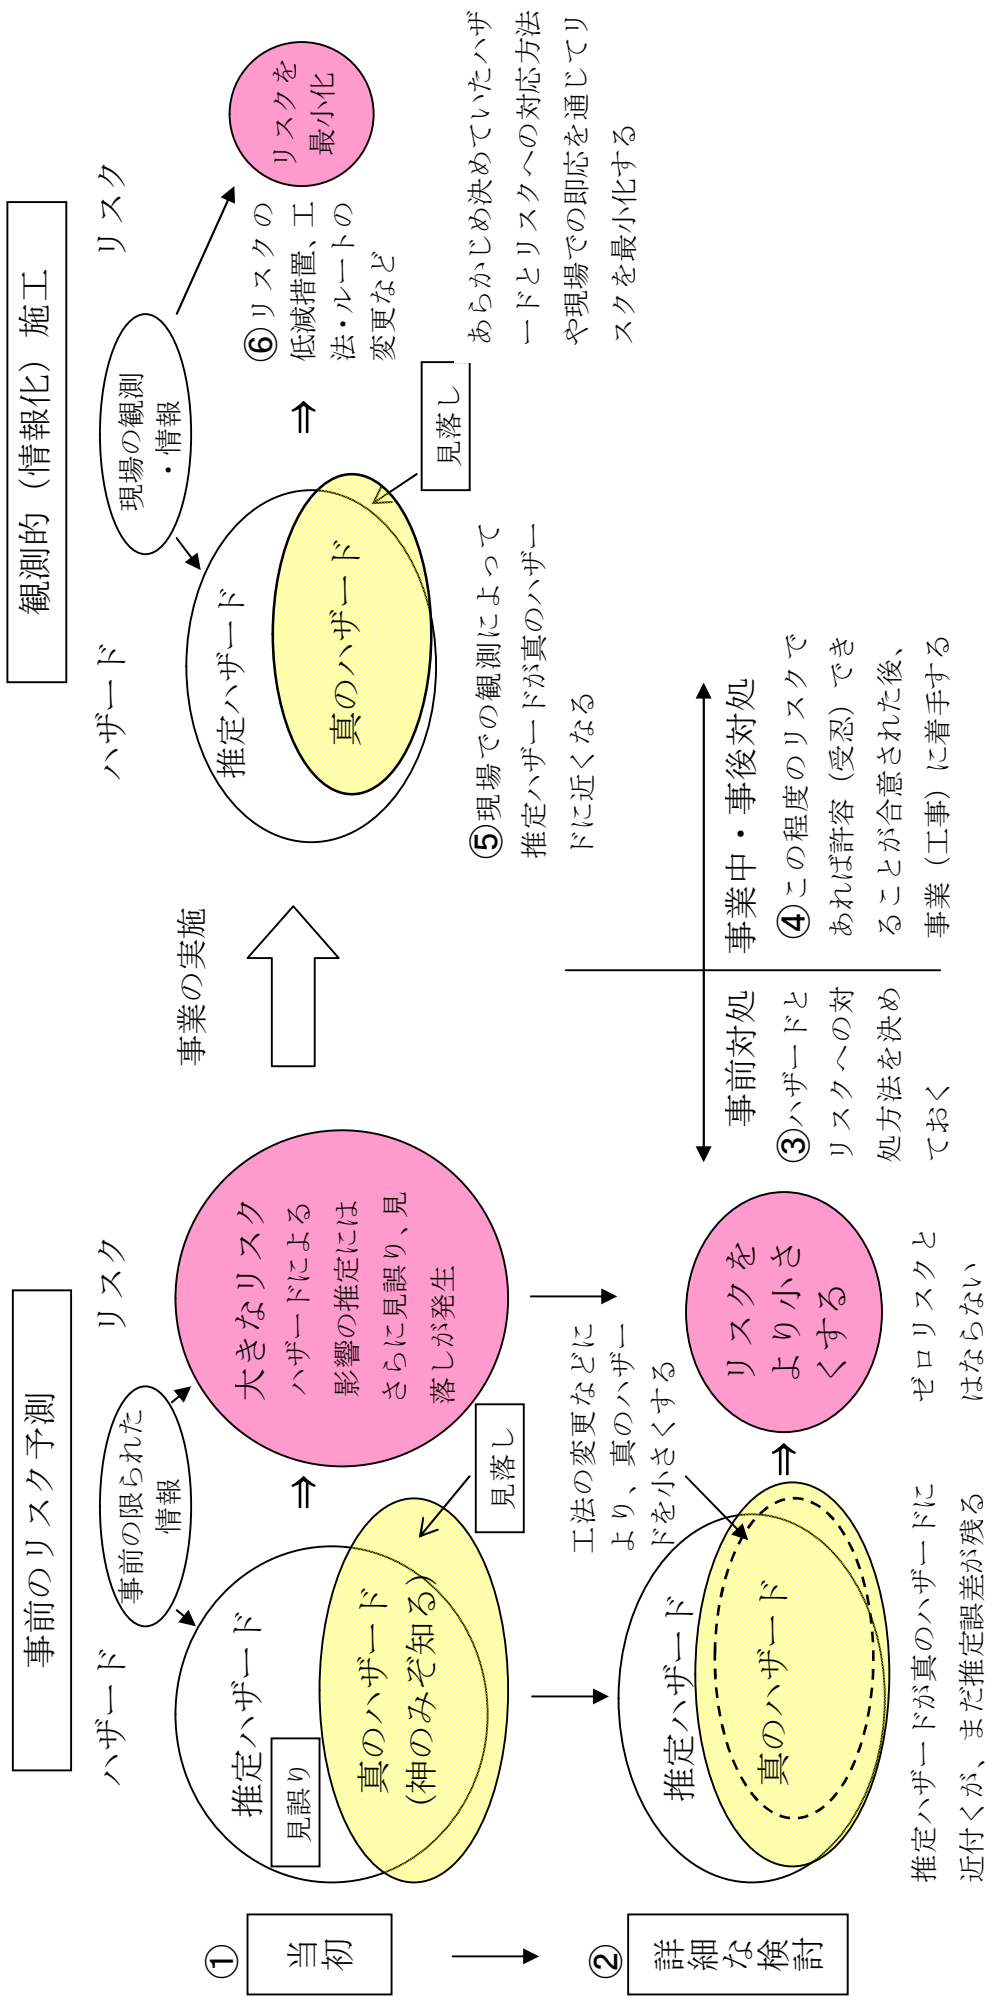 事前のリスク予測
ハザード
リスク
事前の限られた
情報
①
当
初
推定ハザード
見誤り
真のハザード
(神のみぞ知る)
⇒
大きなリスク
ハザードによる
影響の推定には
さらに見誤り、見
落しが発生
見落し
工法の変更などに
より、真のハザー
ドを小さくする
②
詳細な検討
推定ハザード
真のハザード
⇒
リスクを
より小さ
くする
推定ハザードが真のハザードに
近付くが、まだ推定誤差が残る
ゼロリスクと
はならない
事業の実施
事前対処
③ハザードと
リスクへの対
処方法を決め
ておく
事業中・事後対処
④この程度のリスクで
あれば許容（受忍）でき
ることが合意された後、
事業（工事）に着手する
観測的（情報化）施工
ハザード
リスク
現場の観測
・情報
推定ハザード
真のハザード
見落し
⑤現場での観測によって
推定ハザードが真のハザー
ドに近くなる
⇒
⑥リスクの
低減措置、工
法・ルートの
変更など
リスクを
最小化
あらかじめ決めていたハザ
ードとリスクへの対応方法
や現場での即応を通じてリ
スクを最小化する